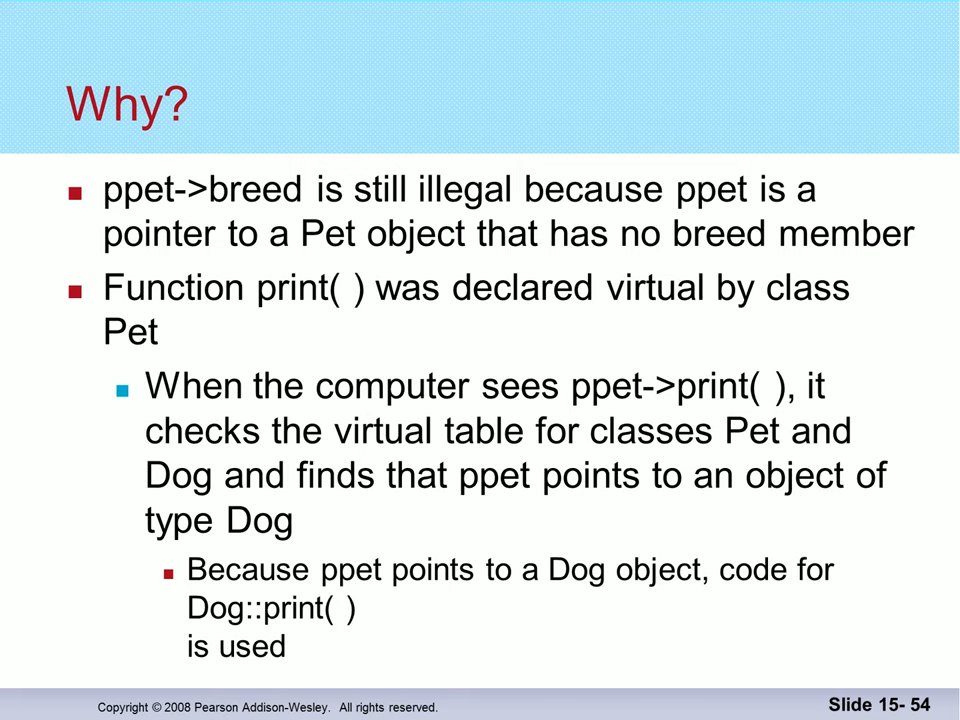 Why?
ppet->breed is still illegal because ppet is a
pointer to a Pet object that has no breed member
Function print( ) was declared virtual by class
Pet
When the computer sees ppet->print( ), it
checks the virtual table for classes Pet and
Dog and finds that ppet points to an object of
type Dog
Because ppet points to a Dog object, code for
Dog::print( )
is used
Copyright © 2008 Pearson Addison-Wesley.  All rights reserved.
Slide 15- 54